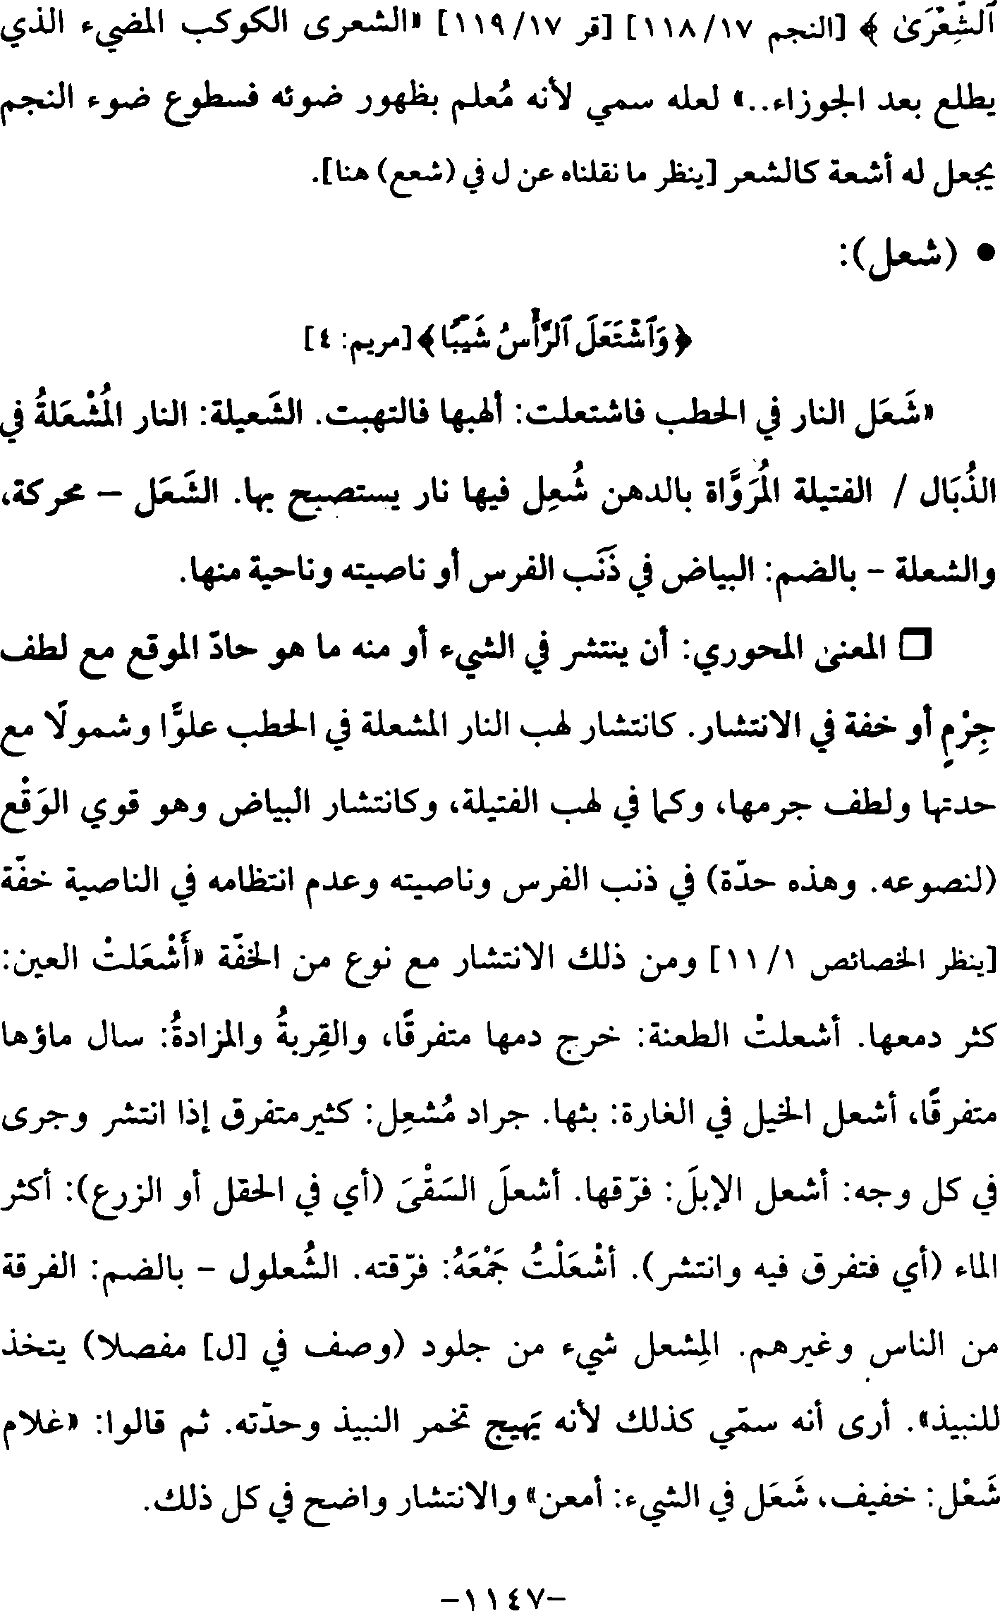 ٱلشِّعْرَىٰ ﴾ [النجم ١١٨/١٧] [قر ١١٩/١٧] «الشعرى الكوكب المضيء الذي
يطلع بعد الجوزاء..» لعله سمي لأنه مُعلم بظهور ضوئه فسطوع ضوء النجم
يجعل له أشعة كالشعر [ينظر ما نقلناه عن ل في (شعع) هنا].
• (شعل):
﴿وَٱشْتَعَلَ ٱلرَّأْسُ شَيْبًا﴾ [مريم: ٤]
«شَعَل النار في الحطب فاشتعلت: ألهبها فالتهبت. الشَعيلة: النار المُشْعَلةُ في
الذُبَال / الفتيلة المُرَوَّاة بالدهن شُعِل فيها نار يستصبح بها. الشَعَل – محركة،
والشعلة – بالضم: البياض في ذَنَب الفرس أو ناصيته وناحية منها.
❒ المعنى المحوري: أن ينتشر في الشيء أو منه ما هو حادّ الموقع مع لطف
جِرْمٍ أو خفة في الانتشار. كانتشار لهب النار المشعلة في الحطب علوًّا وشمولًا مع
حدتها ولطف جرمها، وكما في لهب الفتيلة، وكانتشار البياض وهو قوي الوَقْع
(لنصوعه. وهذه حدّة) في ذنب الفرس وناصيته وعدم انتظامه في الناصية خفّة
[ينظر الخصائص ١/ ١١] ومن ذلك الانتشار مع نوع من الخفّة «أَشْعَلتْ العين:
كثر دمعها. أشعلتْ الطعنة: خرج دمها متفرقًا، والقِربةُ والمزادةُ: سال ماؤها
متفرقًا، أشعل الخيل في الغارة: بثها. جراد مُشعِل: كثير متفرق إذا انتشر وجرى
في كل وجه: أشعل الإبلَ: فرّقها. أشعلَ السَقْىَ (أي في الحقل أو الزرع): أكثر
الماء (أي فتفرق فيه وانتشر). أشْعَلْتُ جَمْعَهُ: فرّقته. الشُعلول – بالضم: الفرقة
من الناس وغيرهم. المِشعل شيء من جلود (وصف في [ل] مفصلا) يتخذ
للنبيذ». أرى أنه سمّي كذلك لأنه يَهيج تخمر النبيذ وحدّته. ثم قالوا: «غلام
شَعْل: خفيف، شَعَل في الشيء: أمعن» والانتشار واضح في كل ذلك.
–١١٤٧–